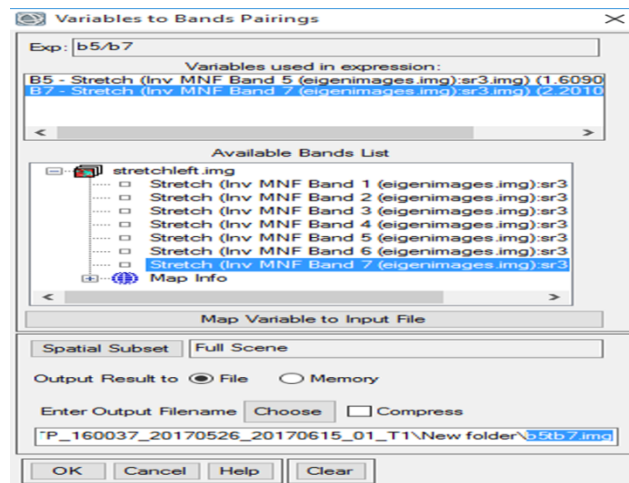 Variables to Bands Pairings
Exp: b5/b7
Variables used in expression:
B5 - Stretch (Inv MNF Band 5 (eigenimages.img):sr3.img) (1.6090
B7 - Stretch (Inv MNF Band 7 (eigenimages.img):sr3.img) (2.2010
Available Bands List
stretchleft.img
Stretch (Inv MNF Band 1 (eigenimages.img):sr3
Stretch (Inv MNF Band 2 (eigenimages.img):sr3
Stretch (Inv MNF Band 3 (eigenimages.img):sr3
Stretch (Inv MNF Band 4 (eigenimages.img):sr3
Stretch (Inv MNF Band 5 (eigenimages.img):sr3
Stretch (Inv MNF Band 6 (eigenimages.img):sr3
Stretch (Inv MNF Band 7 (eigenimages.img):sr3
Map Info
Map Variable to Input File
Spatial Subset Full Scene
Output Result to File Memory
Enter Output Filename Choose Compress
P_160037_20170526_20170615_01_T1\New folder\b5tb7.img
OK Cancel Help Clear